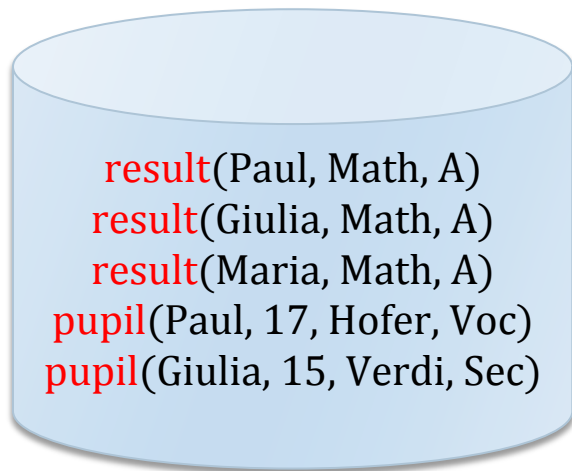 result(Paul, Math, A)
result(Giulia, Math, A)
result(Maria, Math, A)
pupil(Paul, 17, Hofer, Voc)
pupil(Giulia, 15, Verdi, Sec)